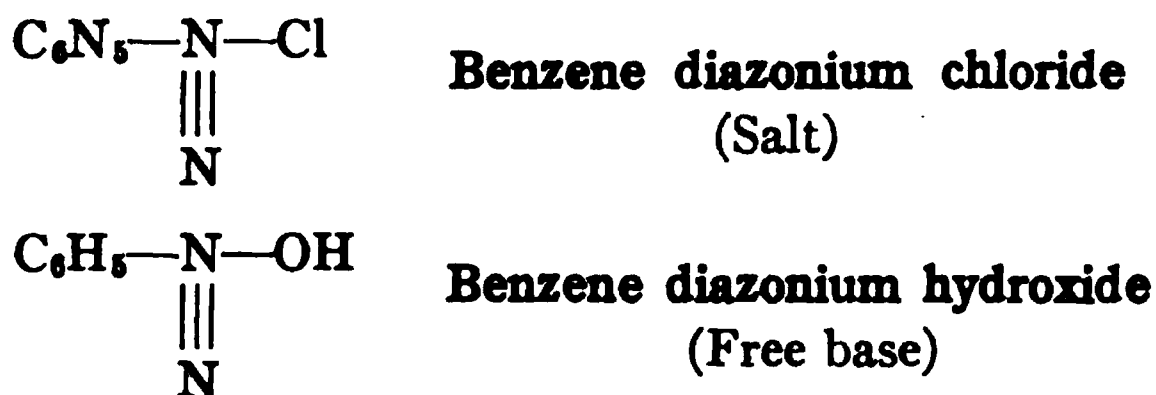 C₆N₅—N—Cl
Benzene diazonium chloride
(Salt)
|||
N
C₆H₅—N—OH
Benzene diazonium hydroxide
(Free base)
|||
N